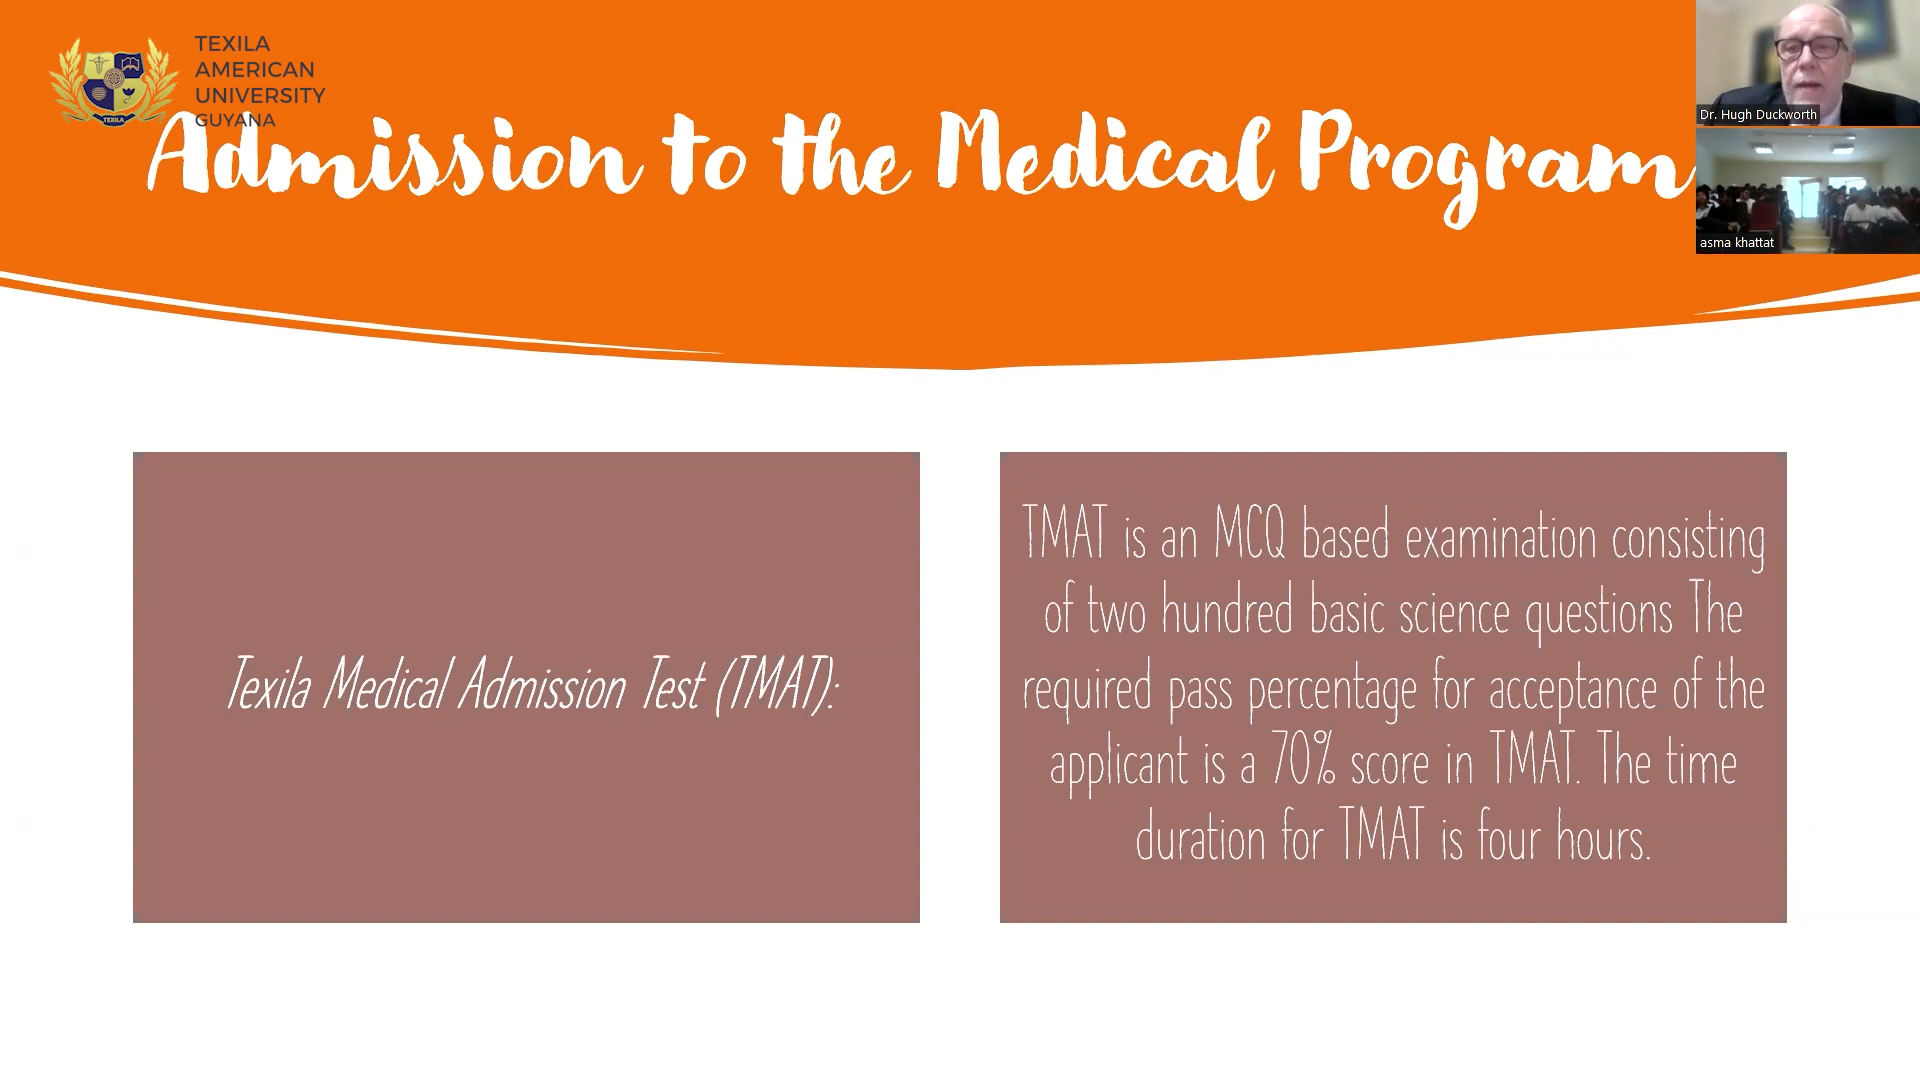 TEXILA
AMERICAN
UNIVERSITY
GUYANA
TEXILA
Admission to the Medical Program
Dr. Hugh Duckworth
asma khattat
Texila Medical Admission Test (TMAT):
TMAT is an MCQ based examination consisting
of two hundred basic science questions The
required pass percentage for acceptance of the
applicant is a 70% score in TMAT. The time
duration for TMAT is four hours.